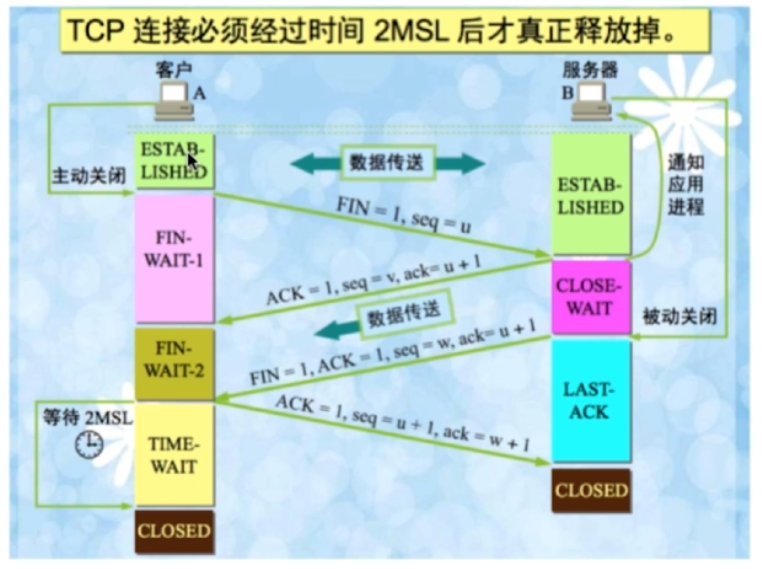 TCP 连接必须经过时间 2MSL 后才真正释放掉。
客户
A
服务器
B
ESTAB-
LISHED
主动关闭
数据传送
ESTAB-
LISHED
通知
应用
进程
FIN = 1, seq = u
FIN-
WAIT-1
ACK = 1, seq = v, ack= u + 1
CLOSE-
WAIT
被动关闭
数据传送
FIN = 1, ACK = 1, seq = w, ack= u + 1
FIN-
WAIT-2
LAST-
ACK
ACK = 1, seq = u + 1, ack = w + 1
等待 2MSL
TIME-
WAIT
CLOSED
CLOSED